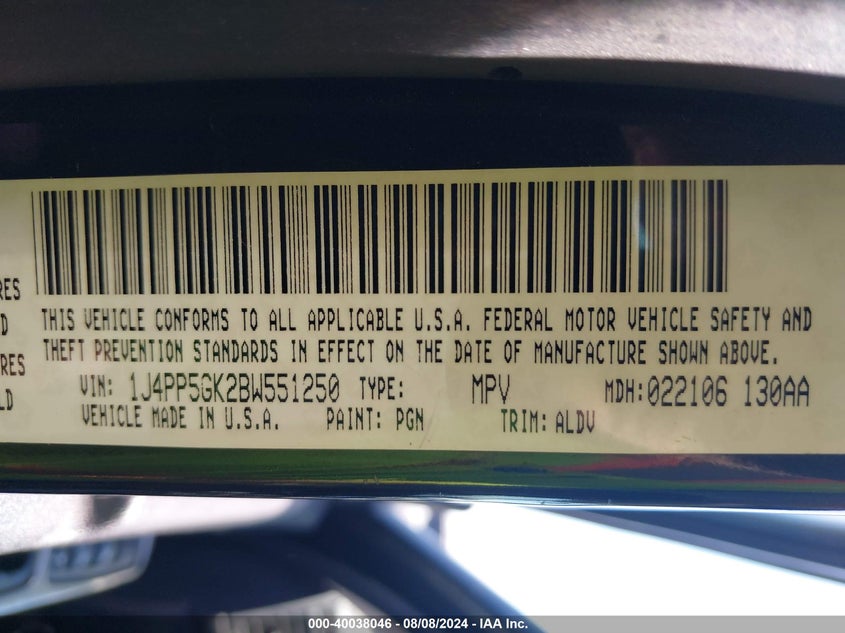 RES
D
RES
LD
THIS VEHICLE CONFORMS TO ALL APPLICABLE U.S.A. FEDERAL MOTOR VEHICLE SAFETY AND
THEFT PREVENTION STANDARDS IN EFFECT ON THE DATE OF MANUFACTURE SHOWN ABOVE.
VIN: 1J4PP5GK2BW551250 TYPE: MPV MDH:022106 130AA
VEHICLE MADE IN U.S.A. PAINT: PGN TRIM: ALDV
000-40038046 - 08/08/2024 - IAA Inc.